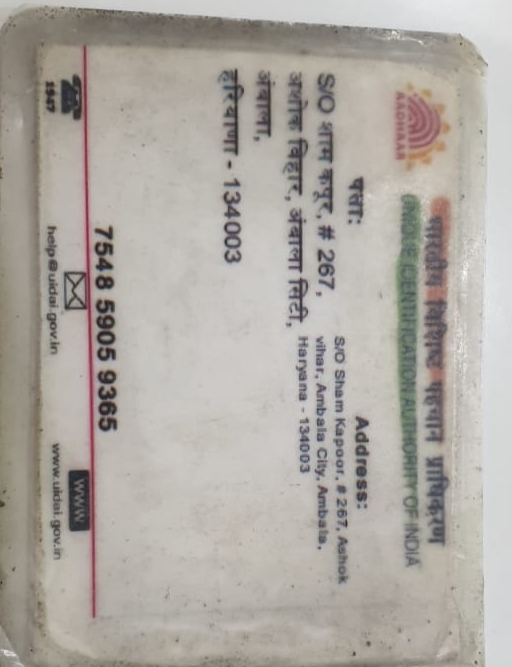 भारतीय विशिष्ट पहचान प्राधिकरण
UNIQUE IDENTIFICATION AUTHORITY OF INDIA
AADHAAR
पता:
S/O शाम कपूर, # 267,
अशोक विहार, अंबाला सिटी,
अंबाला,
हरियाणा - 134003
Address:
S/O Sham Kapoor, # 267, Ashok
vihar, Ambala City, Ambala,
Haryana - 134003
7548 5905 9365
1947
help@uidai.gov.in
www
www.uidai.gov.in